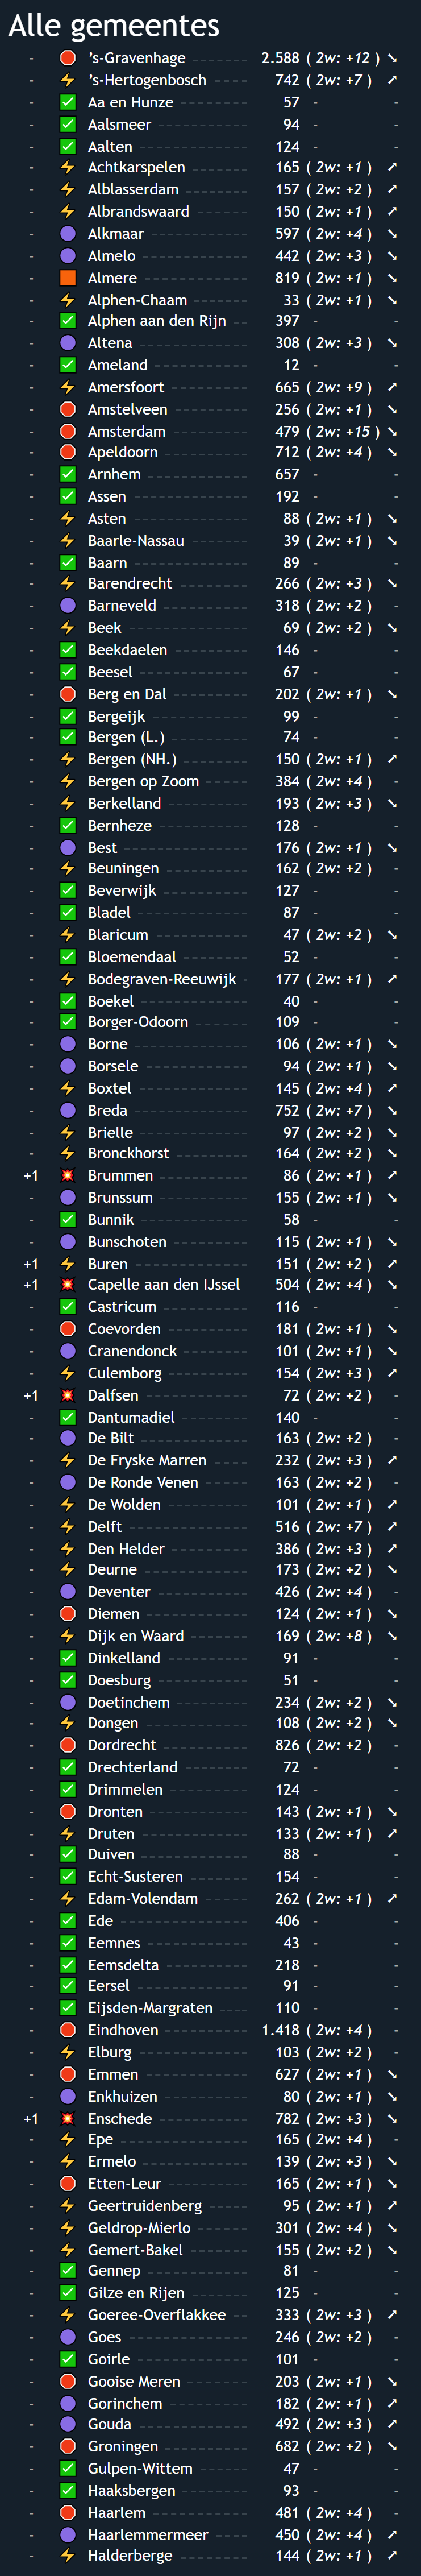 Alle gemeentes
- 's-Gravenhage 2.588 ( 2w: +12 ) ➘
- 's-Hertogenbosch 742 ( 2w: +7 ) ➚
- Aa en Hunze 57 - -
- Aalsmeer 94 - -
- Aalten 124 - -
- Achtkarspelen 165 ( 2w: +1 ) ➚
- Alblasserdam 157 ( 2w: +2 ) ➚
- Albrandswaard 150 ( 2w: +1 ) ➚
- Alkmaar 597 ( 2w: +4 ) ➘
- Almelo 442 ( 2w: +3 ) ➘
- Almere 819 ( 2w: +1 ) ➘
- Alphen-Chaam 33 ( 2w: +1 ) ➘
- Alphen aan den Rijn 397 - -
- Altena 308 ( 2w: +3 ) ➘
- Ameland 12 - -
- Amersfoort 665 ( 2w: +9 ) ➚
- Amstelveen 256 ( 2w: +1 ) ➘
- Amsterdam 479 ( 2w: +15 ) ➘
- Apeldoorn 712 ( 2w: +4 ) ➘
- Arnhem 657 - -
- Assen 192 - -
- Asten 88 ( 2w: +1 ) ➘
- Baarle-Nassau 39 ( 2w: +1 ) ➘
- Baarn 89 - -
- Barendrecht 266 ( 2w: +3 ) ➘
- Barneveld 318 ( 2w: +2 ) -
- Beek 69 ( 2w: +2 ) ➘
- Beekdaelen 146 - -
- Beesel 67 - -
- Berg en Dal 202 ( 2w: +1 ) ➘
- Bergeijk 99 - -
- Bergen (L.) 74 - -
- Bergen (NH.) 150 ( 2w: +1 ) ➚
- Bergen op Zoom 384 ( 2w: +4 ) -
- Berkelland 193 ( 2w: +3 ) ➘
- Bernheze 128 - -
- Best 176 ( 2w: +1 ) ➘
- Beuningen 162 ( 2w: +2 ) -
- Beverwijk 127 - -
- Bladel 87 - -
- Blaricum 47 ( 2w: +2 ) ➘
- Bloemendaal 52 - -
- Bodegraven-Reeuwijk 177 ( 2w: +1 ) ➚
- Boekel 40 - -
- Borger-Odoorn 109 - -
- Borne 106 ( 2w: +1 ) ➘
- Borsele 94 ( 2w: +1 ) ➘
- Boxtel 145 ( 2w: +4 ) ➚
- Breda 752 ( 2w: +7 ) ➘
- Brielle 97 ( 2w: +2 ) ➘
- Bronckhorst 164 ( 2w: +2 ) ➘
+1 Brummen 86 ( 2w: +1 ) ➚
- Brunssum 155 ( 2w: +1 ) ➘
- Bunnik 58 - -
- Bunschoten 115 ( 2w: +1 ) ➘
+1 Buren 151 ( 2w: +2 ) ➚
+1 Capelle aan den IJssel 504 ( 2w: +4 ) ➘
- Castricum 116 - -
- Coevorden 181 ( 2w: +1 ) ➘
- Cranendonck 101 ( 2w: +1 ) ➘
- Culemborg 154 ( 2w: +3 ) ➚
+1 Dalfsen 72 ( 2w: +2 ) -
- Dantumadiel 140 - -
- De Bilt 163 ( 2w: +2 ) -
- De Fryske Marren 232 ( 2w: +3 ) ➚
- De Ronde Venen 163 ( 2w: +2 ) -
- De Wolden 101 ( 2w: +1 ) ➚
- Delft 516 ( 2w: +7 ) ➚
- Den Helder 386 ( 2w: +3 ) ➚
- Deurne 173 ( 2w: +2 ) ➘
- Deventer 426 ( 2w: +4 ) -
- Diemen 124 ( 2w: +1 ) ➘
- Dijk en Waard 169 ( 2w: +8 ) ➘
- Dinkelland 91 - -
- Doesburg 51 - -
- Doetinchem 234 ( 2w: +2 ) ➘
- Dongen 108 ( 2w: +2 ) ➘
- Dordrecht 826 ( 2w: +2 ) -
- Drechterland 72 - -
- Drimmelen 124 - -
- Dronten 143 ( 2w: +1 ) ➘
- Druten 133 ( 2w: +1 ) ➚
- Duiven 88 - -
- Echt-Susteren 154 - -
- Edam-Volendam 262 ( 2w: +1 ) ➚
- Ede 406 - -
- Eemnes 43 - -
- Eemsdelta 218 - -
- Eersel 91 - -
- Eijsden-Margraten 110 - -
- Eindhoven 1.418 ( 2w: +4 ) -
- Elburg 103 ( 2w: +2 ) -
- Emmen 627 ( 2w: +1 ) ➘
- Enkhuizen 80 ( 2w: +1 ) ➘
+1 Enschede 782 ( 2w: +3 ) ➘
- Epe 165 ( 2w: +4 ) -
- Ermelo 139 ( 2w: +3 ) ➘
- Etten-Leur 165 ( 2w: +1 ) ➘
- Geertruidenberg 95 ( 2w: +1 ) ➚
- Geldrop-Mierlo 301 ( 2w: +4 ) ➘
- Gemert-Bakel 155 ( 2w: +2 ) ➘
- Gennep 81 - -
- Gilze en Rijen 125 - -
- Goeree-Overflakkee 333 ( 2w: +3 ) ➚
- Goes 246 ( 2w: +2 ) -
- Goirle 101 - -
- Gooise Meren 203 ( 2w: +1 ) ➘
- Gorinchem 182 ( 2w: +1 ) ➚
- Gouda 492 ( 2w: +3 ) ➚
- Groningen 682 ( 2w: +2 ) ➘
- Gulpen-Wittem 47 - -
- Haaksbergen 93 - -
- Haarlem 481 ( 2w: +4 ) -
- Haarlemmermeer 450 ( 2w: +4 ) ➚
- Halderberge 144 ( 2w: +1 ) ➚